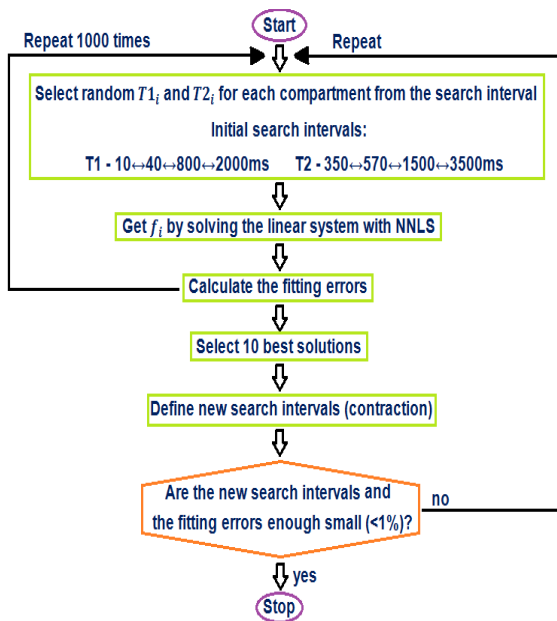 Start
Repeat 1000 times
Repeat
Select random T1i and T2i for each compartment from the search interval
Initial search intervals:
T1 - 10↔40↔800↔2000ms T2 - 350↔570↔1500↔3500ms
Get fi by solving the linear system with NNLS
Calculate the fitting errors
Select 10 best solutions
Define new search intervals (contraction)
Are the new search intervals and
the fitting errors enough small (<1%)?
no
yes
Stop